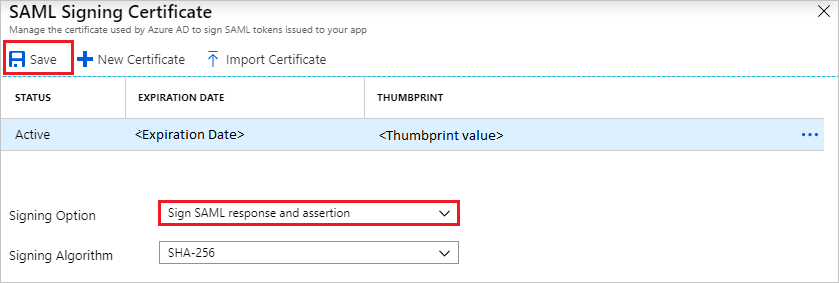 SAML Signing Certificate
Manage the certificate used by Azure AD to sign SAML tokens issued to your app
Save New Certificate Import Certificate
STATUS EXPIRATION DATE THUMBPRINT
Active <Expiration Date> <Thumbprint value> ...
Signing Option Sign SAML response and assertion
Signing Algorithm SHA-256